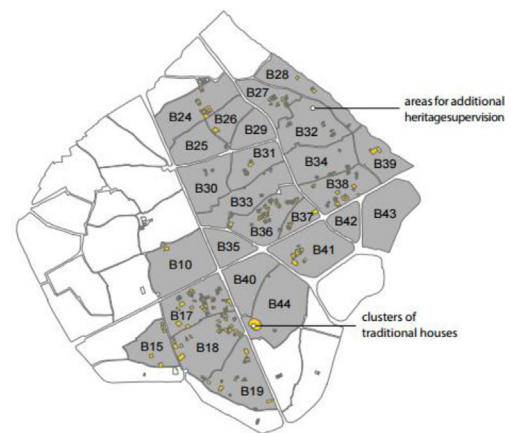 B28
B27
areas for additional
heritagesupervision
B24
B26
B32
B29
B25
B31
B34
B39
B30
B38
B33
B37
B42
B43
B36
B35
B41
B10
B40
B44
B17
clusters of
traditional houses
B15
B18
B19